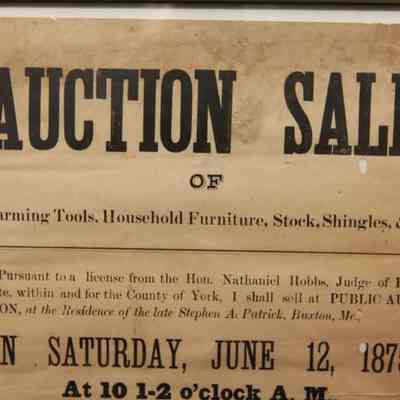 AUCTION SALE
OF
arming Tools, Household Furniture, Stock, Shingles, &
Pursuant to a license from the Hon. Nathaniel Hobbs, Judge of
te, within and for the County of York, I shall sell at PUBLIC AU
ON, at the Residence of the late Stephen A. Patrick, Buxton, Me.,
N SATURDAY, JUNE 12, 1875
At 10 1-2 o'clock A. M.